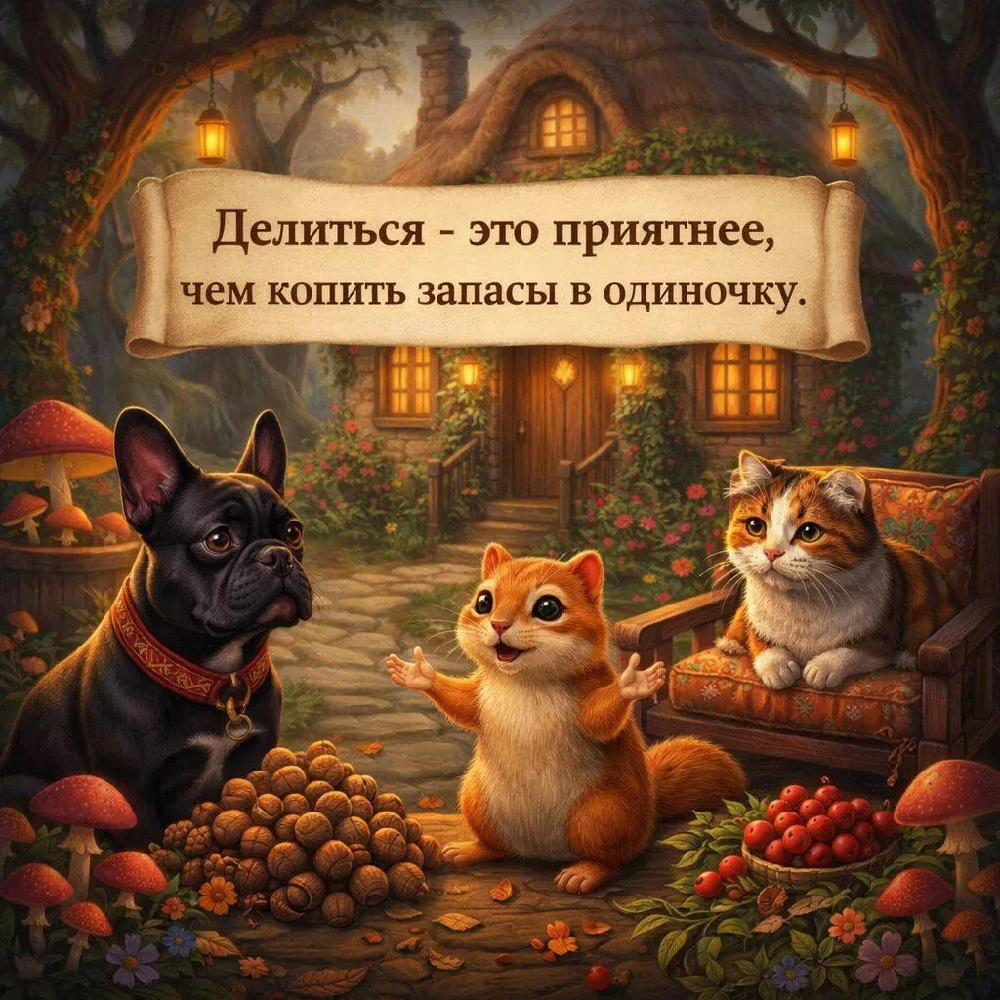 Делиться - это приятнее,
чем копить запасы в одиночку.